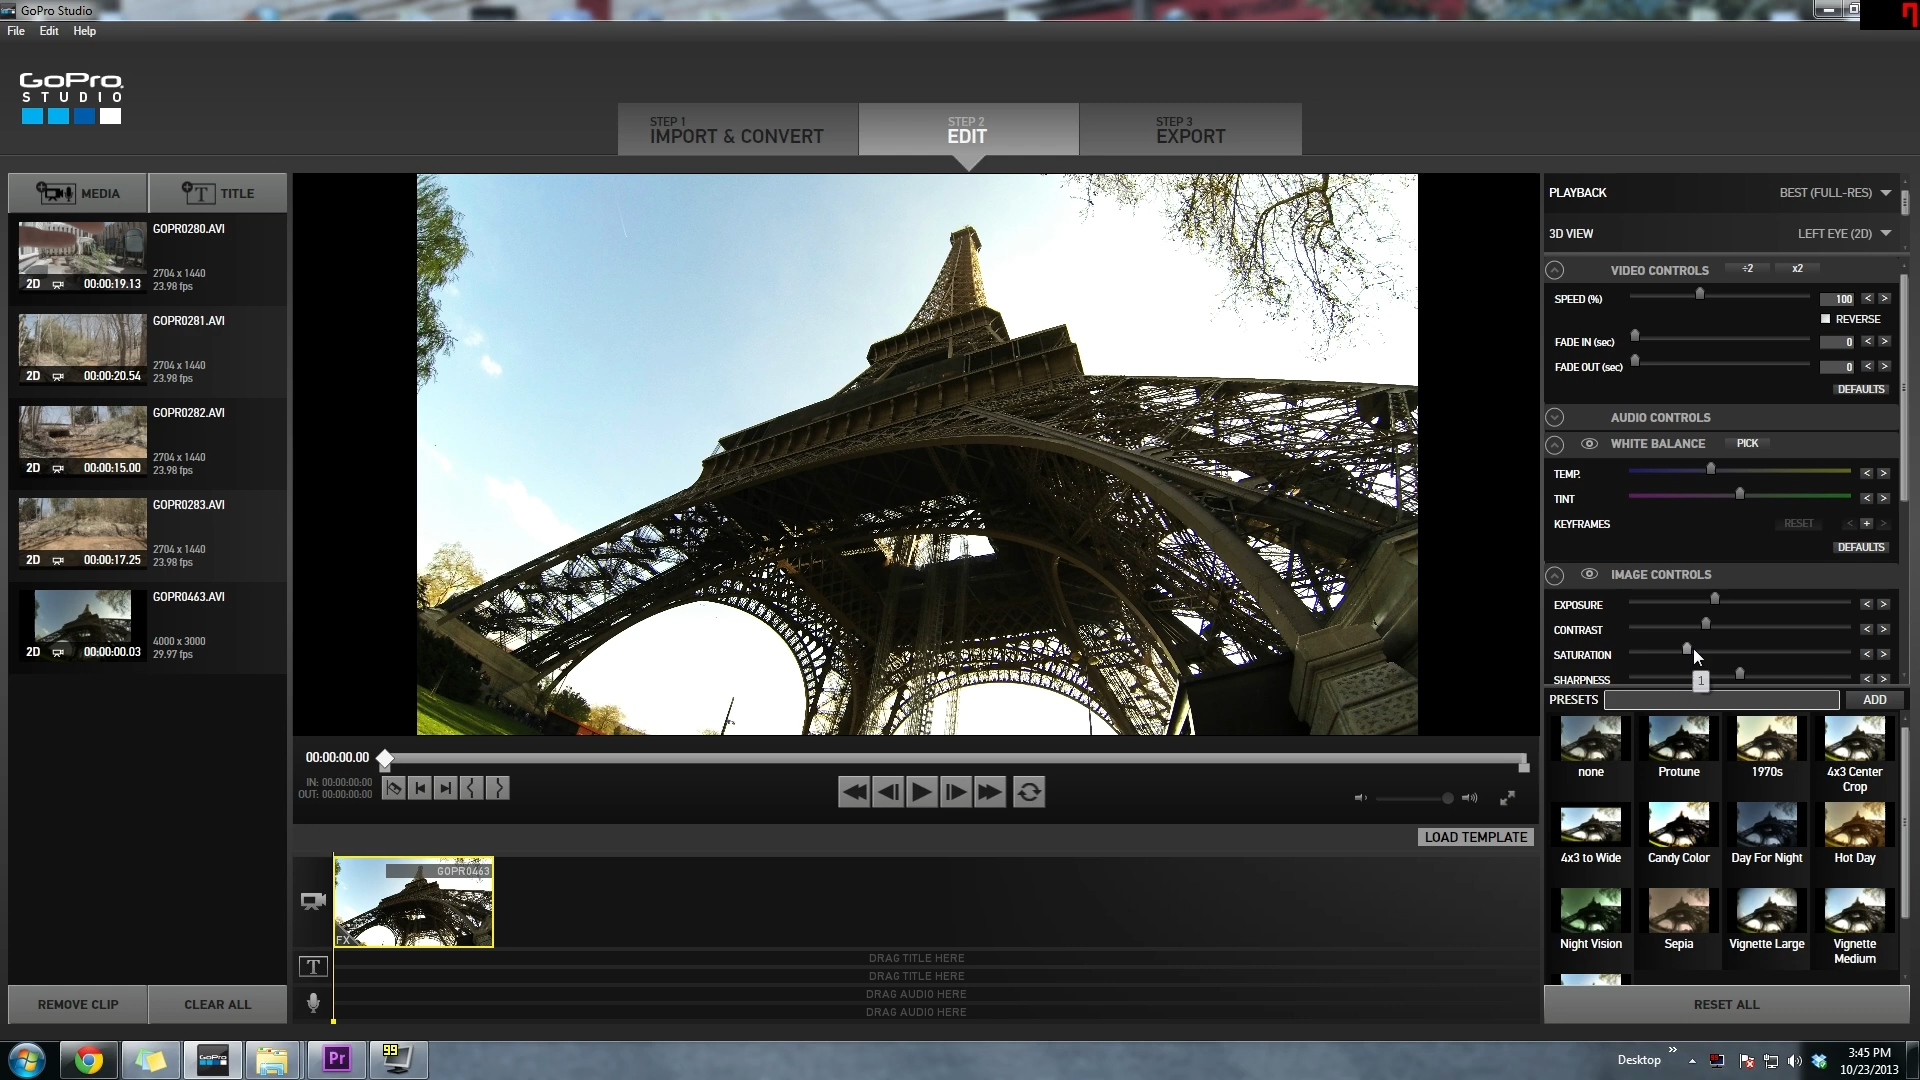 GoPro Studio
File Edit Help
GoPro
STUDIO
STEP 1
IMPORT & CONVERT
STEP 2
EDIT
STEP 3
EXPORT
MEDIA
T TITLE
GOPR0280.AVI
2704 x 1440
23.98 fps
2D 00:00:19.13
GOPR0281.AVI
2704 x 1440
23.98 fps
2D 00:00:20.54
GOPR0282.AVI
2704 x 1440
23.98 fps
2D 00:00:15.00
GOPR0283.AVI
2704 x 1440
23.98 fps
2D 00:00:17.25
GOPR0463.AVI
4000 x 3000
29.97 fps
2D 00:00:00.03
REMOVE CLIP
CLEAR ALL
00:00:00.00
IN: 00:00:00:00
OUT: 00:00:00:00
LOAD TEMPLATE
GOPR0463
FX
T
DRAG TITLE HERE
DRAG TITLE HERE
DRAG AUDIO HERE
DRAG AUDIO HERE
PLAYBACK BEST (FULL-RES)
3D VIEW LEFT EYE (2D)
VIDEO CONTROLS ÷2 x2
SPEED (%) 100 < >
REVERSE
FADE IN (sec) 0 < >
FADE OUT (sec) 0 < >
DEFAULTS
AUDIO CONTROLS
WHITE BALANCE PICK
TEMP. < >
TINT < >
KEYFRAMES RESET < + >
DEFAULTS
IMAGE CONTROLS
EXPOSURE < >
CONTRAST < >
SATURATION < >
SHARPNESS < >
1
PRESETS ADD
none Protune 1970s 4x3 Center Crop
4x3 to Wide Candy Color Day For Night Hot Day
Night Vision Sepia Vignette Large Vignette Medium
RESET ALL
GoPro
Pr
99
Desktop »
3:45 PM
10/23/2013